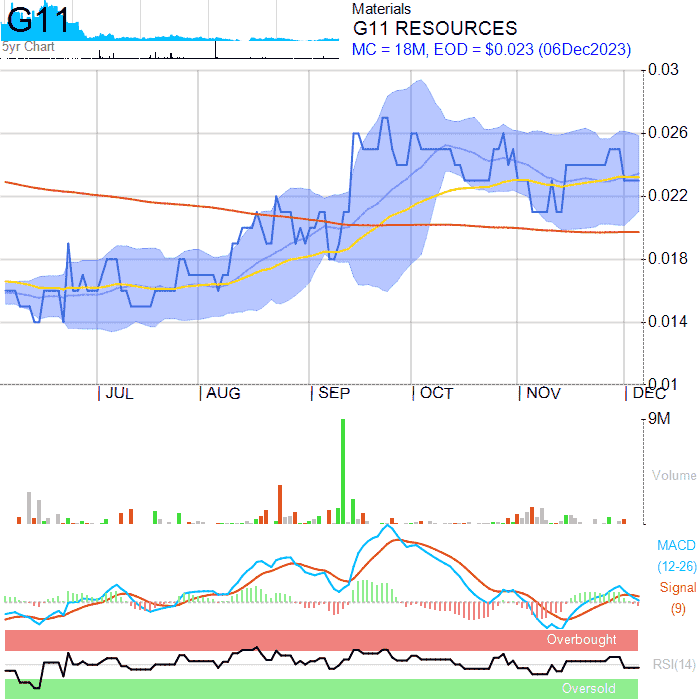 G11
5yr Chart
Materials
G11 RESOURCES
MC = 18M, EOD = $0.023 (06Dec2023)
0.03
0.026
0.022
0.018
0.014
0.01
JUL AUG SEP OCT NOV DEC
9M
Volume
MACD
(12-26)
Signal
(9)
Overbought
RSI(14)
Oversold